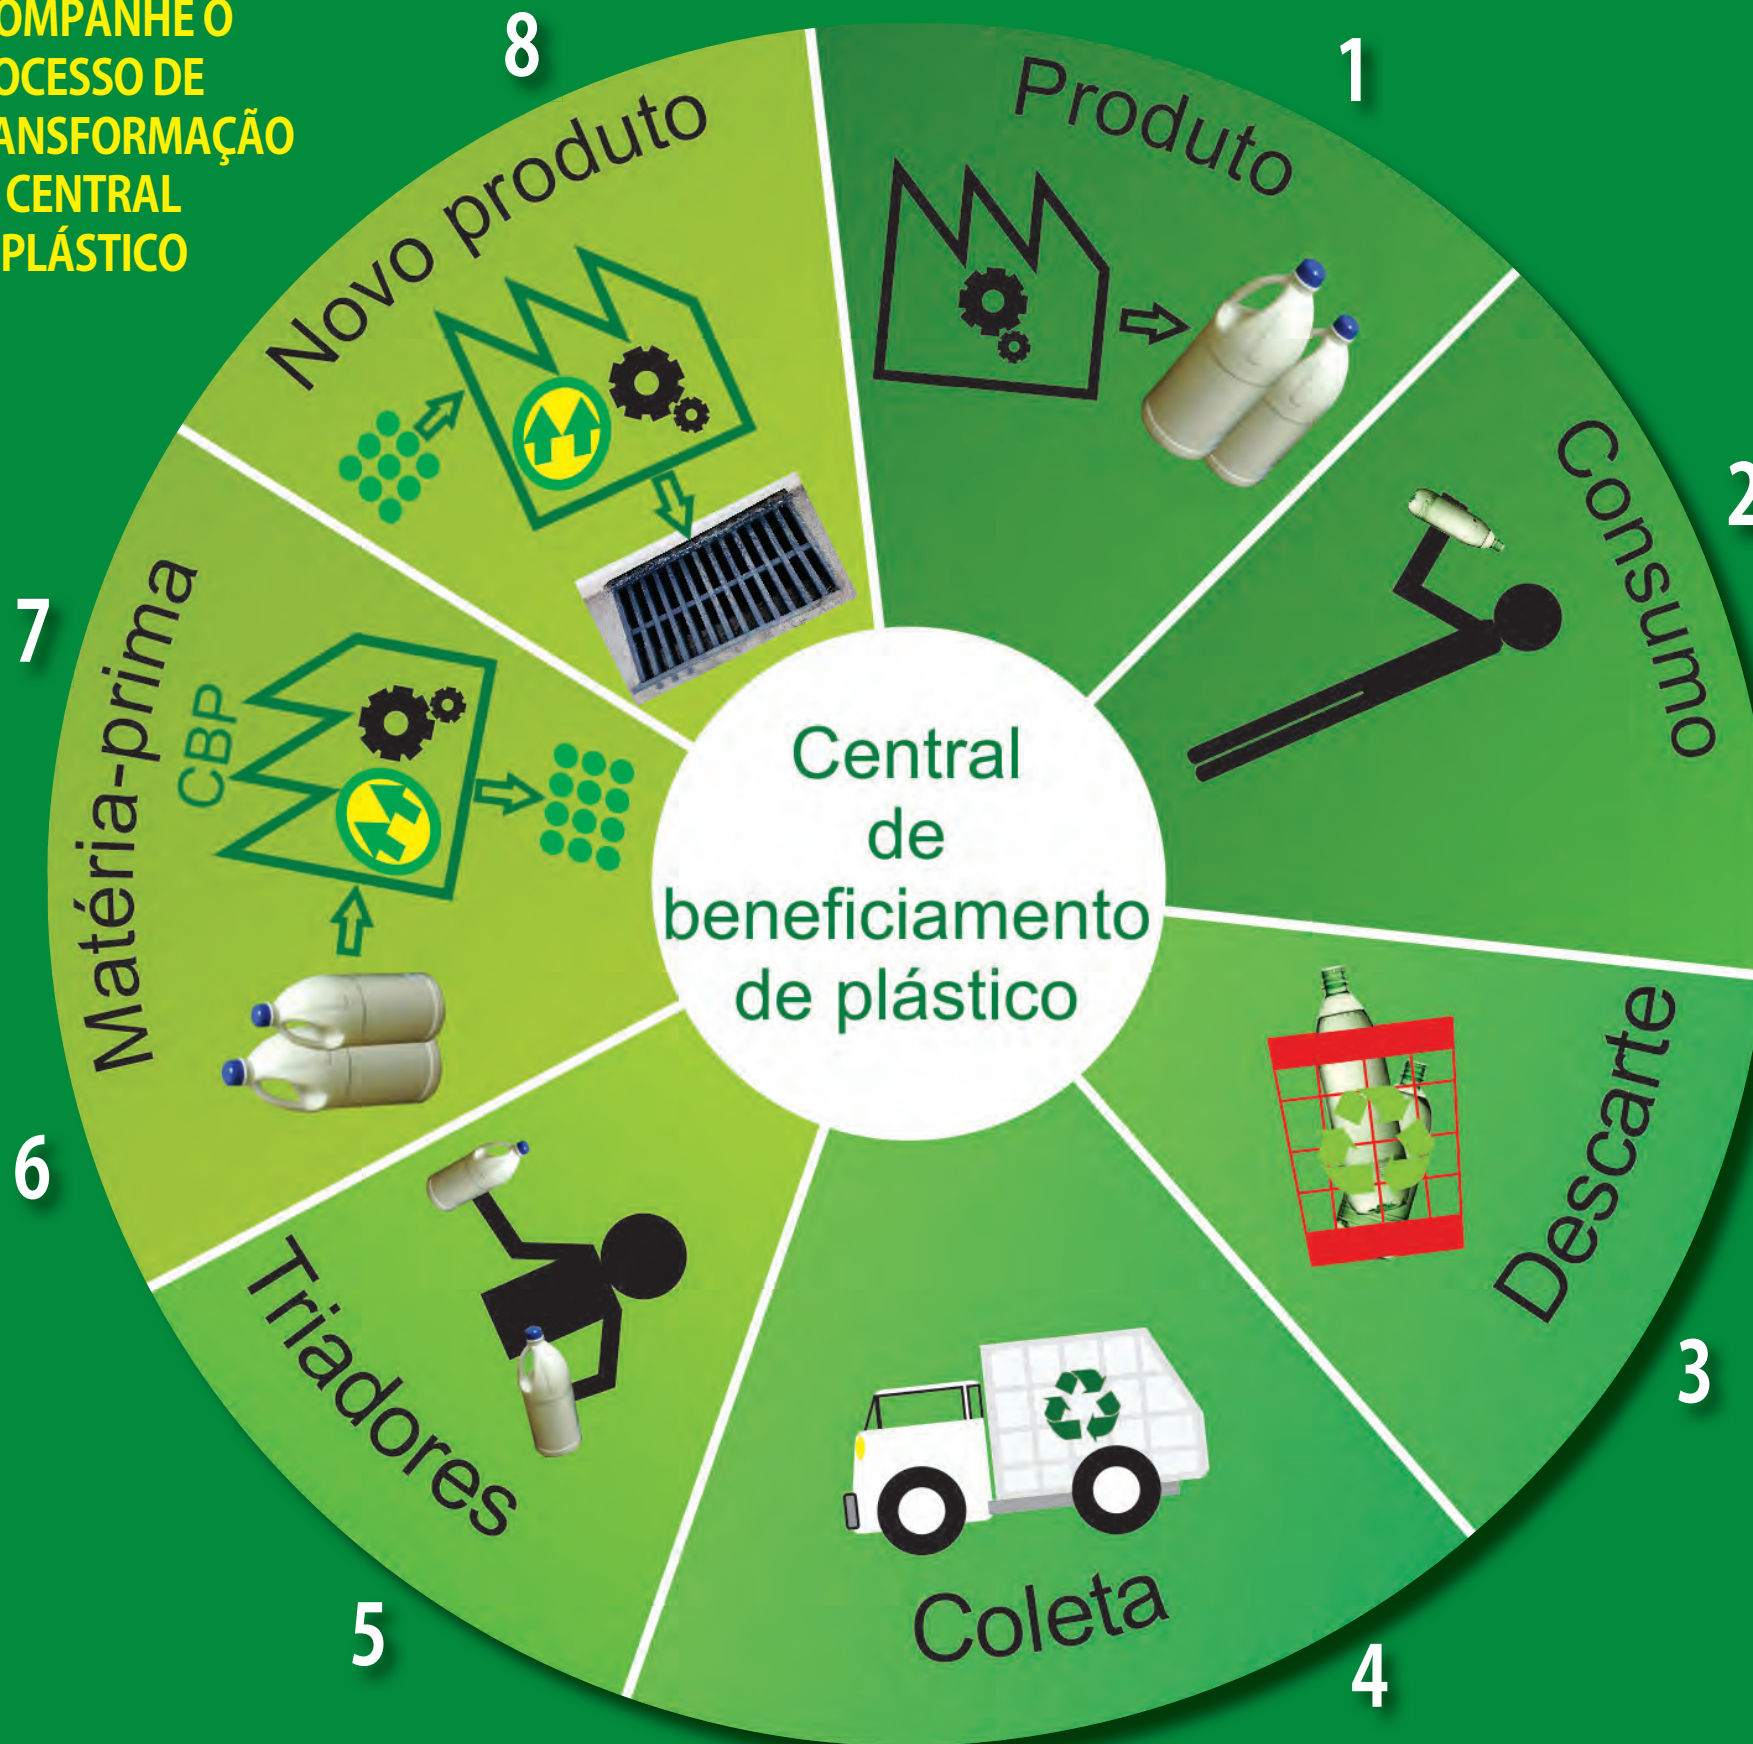 OMPANHE O
OCESSO DE
ANSFORMAÇÃO
CENTRAL
PLÁSTICO
8
1
Novo produto
Produto
2
Consumo
7
Matéria-prima
CBP
Central
de
beneficiamento
de plástico
Descarte
3
6
Triadores
5
Coleta
4